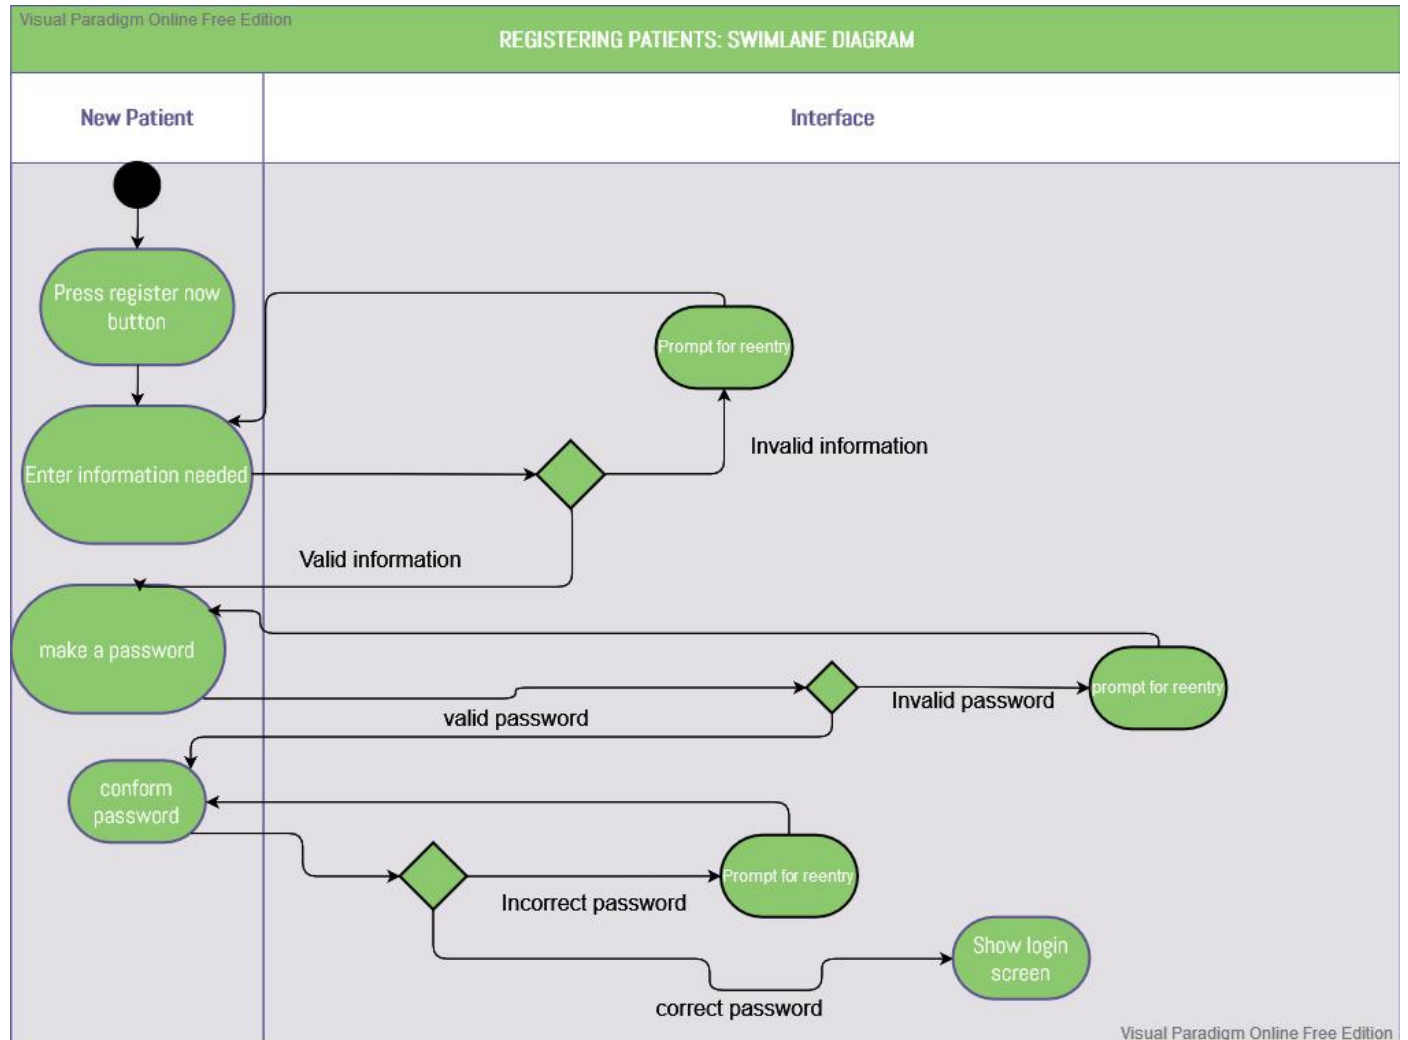 Visual Paradigm Online Free Edition
REGISTERING PATIENTS: SWIMLANE DIAGRAM
New Patient
Interface
Press register now
button
Prompt for reentry
Invalid information
Enter information needed
Valid information
make a password
prompt for reentry
Invalid password
valid password
conform
password
Prompt for reentry
Incorrect password
Show login
screen
correct password
Visual Paradigm Online Free Edition